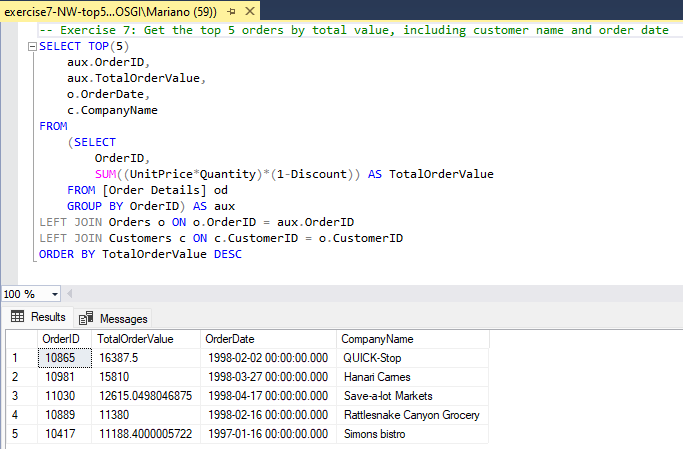 exercise7-NW-top5...OSGI\Mariano (59))
-- Exercise 7: Get the top 5 orders by total value, including customer name and order date
SELECT TOP(5)
aux.OrderID,
aux.TotalOrderValue,
o.OrderDate,
c.CompanyName
FROM
(SELECT
OrderID,
SUM((UnitPrice*Quantity)*(1-Discount)) AS TotalOrderValue
FROM [Order Details] od
GROUP BY OrderID) AS aux
LEFT JOIN Orders o ON o.OrderID = aux.OrderID
LEFT JOIN Customers c ON c.CustomerID = o.CustomerID
ORDER BY TotalOrderValue DESC
100 %
Results Messages
OrderID TotalOrderValue OrderDate CompanyName
1 10865 16387.5 1998-02-02 00:00:00.000 QUICK-Stop
2 10981 15810 1998-03-27 00:00:00.000 Hanari Carnes
3 11030 12615.0498046875 1998-04-17 00:00:00.000 Save-a-lot Markets
4 10889 11380 1998-02-16 00:00:00.000 Rattlesnake Canyon Grocery
5 10417 11188.4000005722 1997-01-16 00:00:00.000 Simons bistro